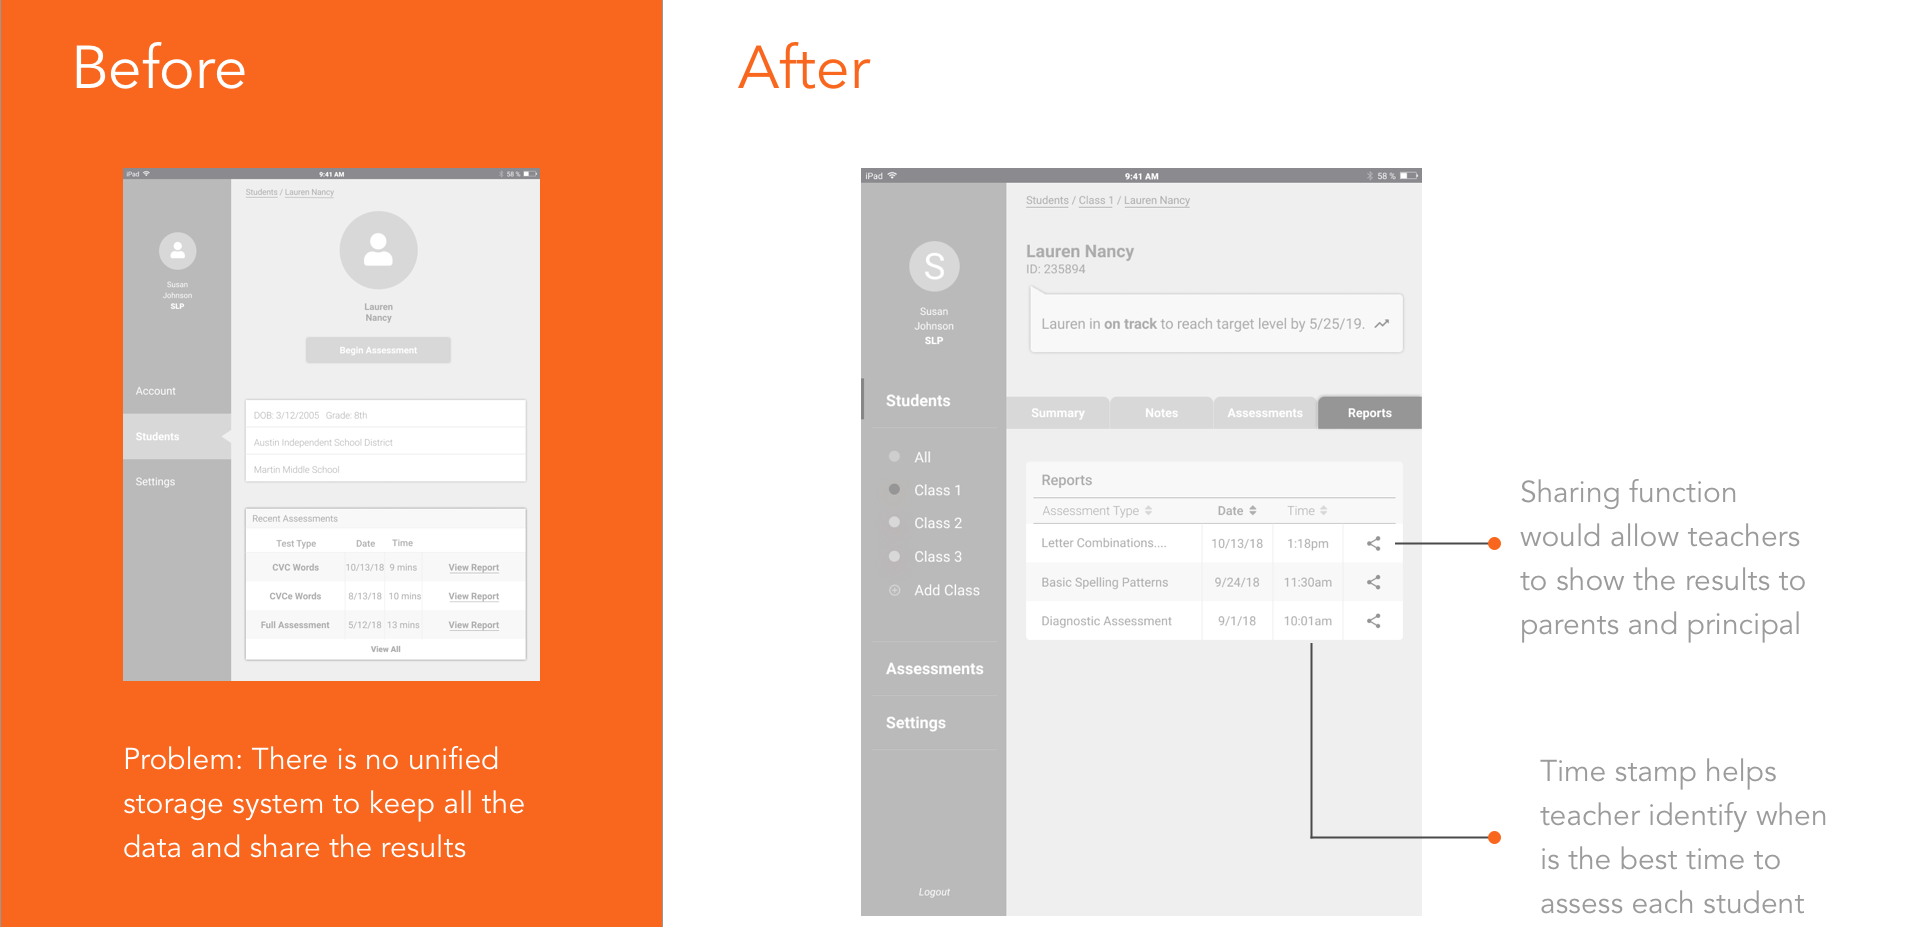 Before
iPad
9:41 AM
58 %
Students / Lauren Nancy
Susan
Johnson
SLP
Lauren
Nancy
Begin Assessment
Account
Students
Settings
DOB: 3/12/2005 Grade: 8th
Austin Independent School District
Martin Middle School
Recent Assessments
Test Type Date Time
CVC Words 10/13/18 9 mins View Report
CVCe Words 8/13/18 10 mins View Report
Full Assessment 5/12/18 13 mins View Report
View All
Problem: There is no unified
storage system to keep all the
data and share the results
After
iPad
9:41 AM
58 %
Students / Class 1 / Lauren Nancy
S
Susan
Johnson
SLP
Lauren Nancy
ID: 235894
Lauren in on track to reach target level by 5/25/19.
Students
All
Class 1
Class 2
Class 3
Add Class
Assessments
Settings
Logout
Summary Notes Assessments Reports
Reports
Assessment Type Date Time
Letter Combinations.... 10/13/18 1:18pm
Basic Spelling Patterns 9/24/18 11:30am
Diagnostic Assessment 9/1/18 10:01am
Sharing function
would allow teachers
to show the results to
parents and principal
Time stamp helps
teacher identify when
is the best time to
assess each student